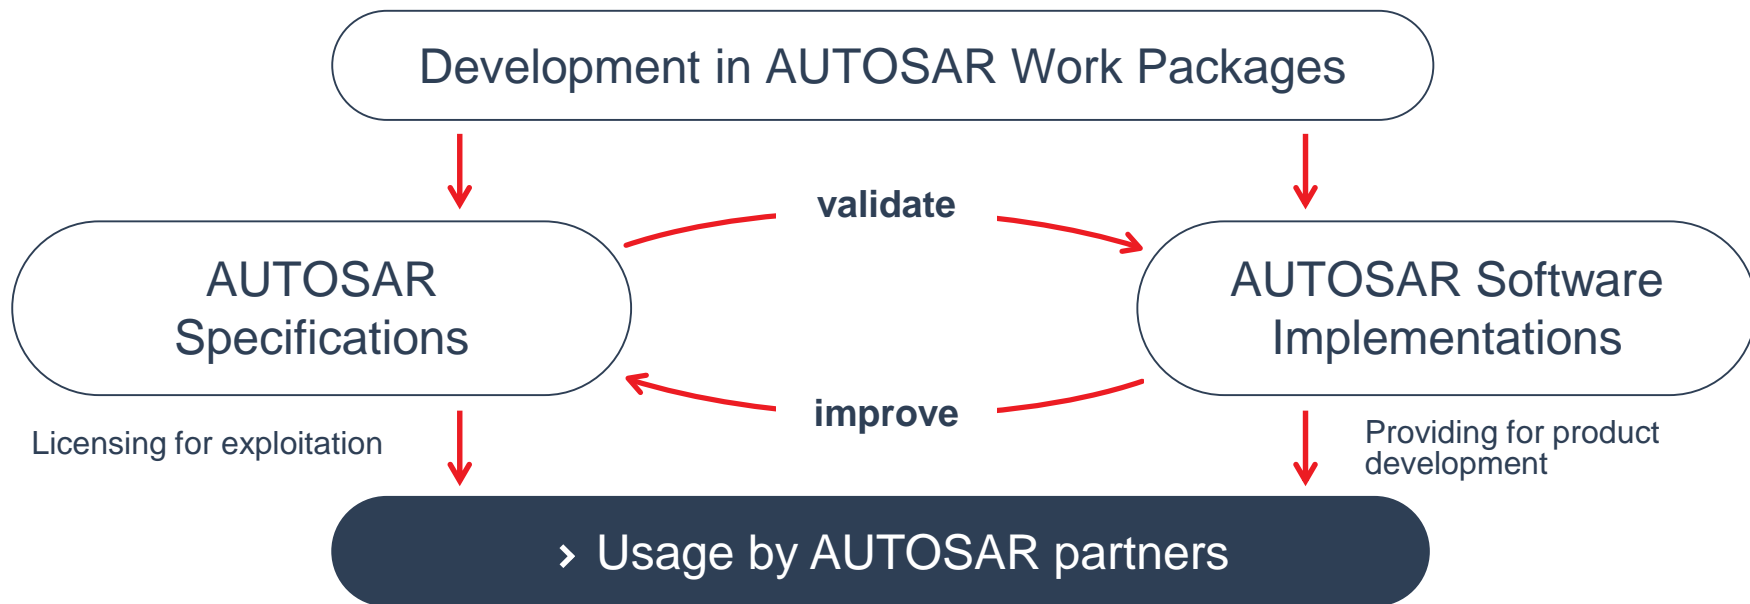 Development in AUTOSAR Work Packages
validate
AUTOSAR
Specifications
AUTOSAR Software
Implementations
improve
Licensing for exploitation
Providing for product
development
› Usage by AUTOSAR partners